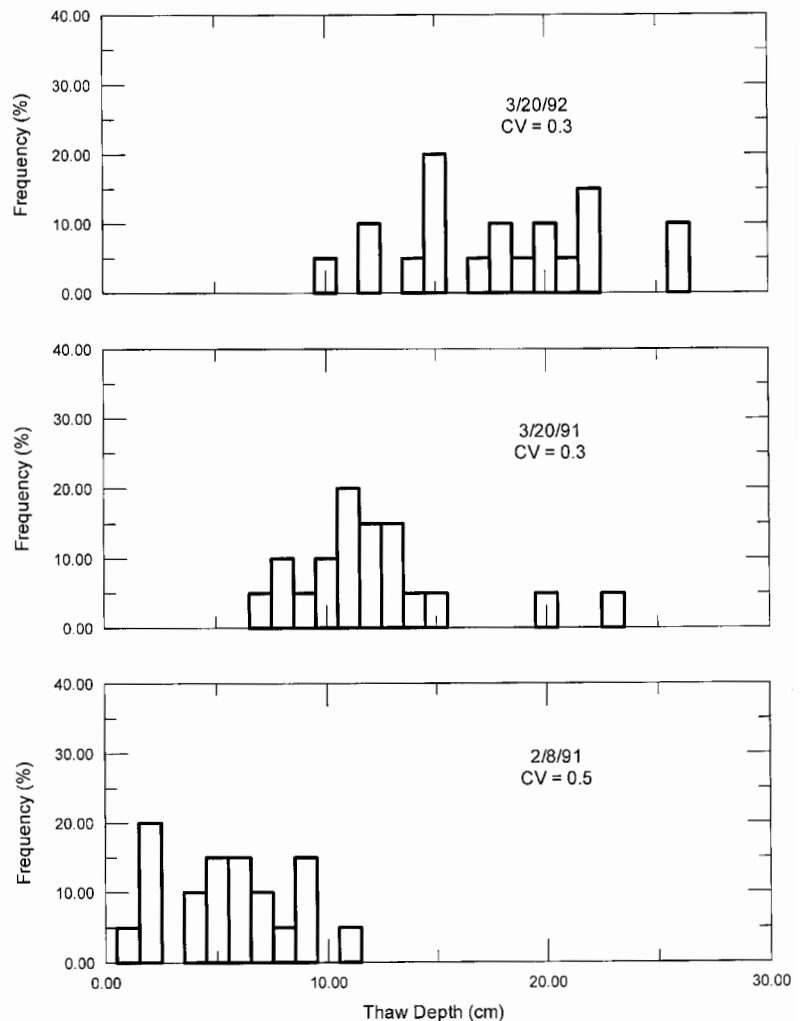 40.00
30.00
20.00
10.00
0.00
Frequency (%)
3/20/92
CV = 0.3
40.00
30.00
20.00
10.00
0.00
Frequency (%)
3/20/91
CV = 0.3
40.00
30.00
20.00
10.00
0.00
Frequency (%)
2/8/91
CV = 0.5
0.00 10.00 20.00 30.00
Thaw Depth (cm)